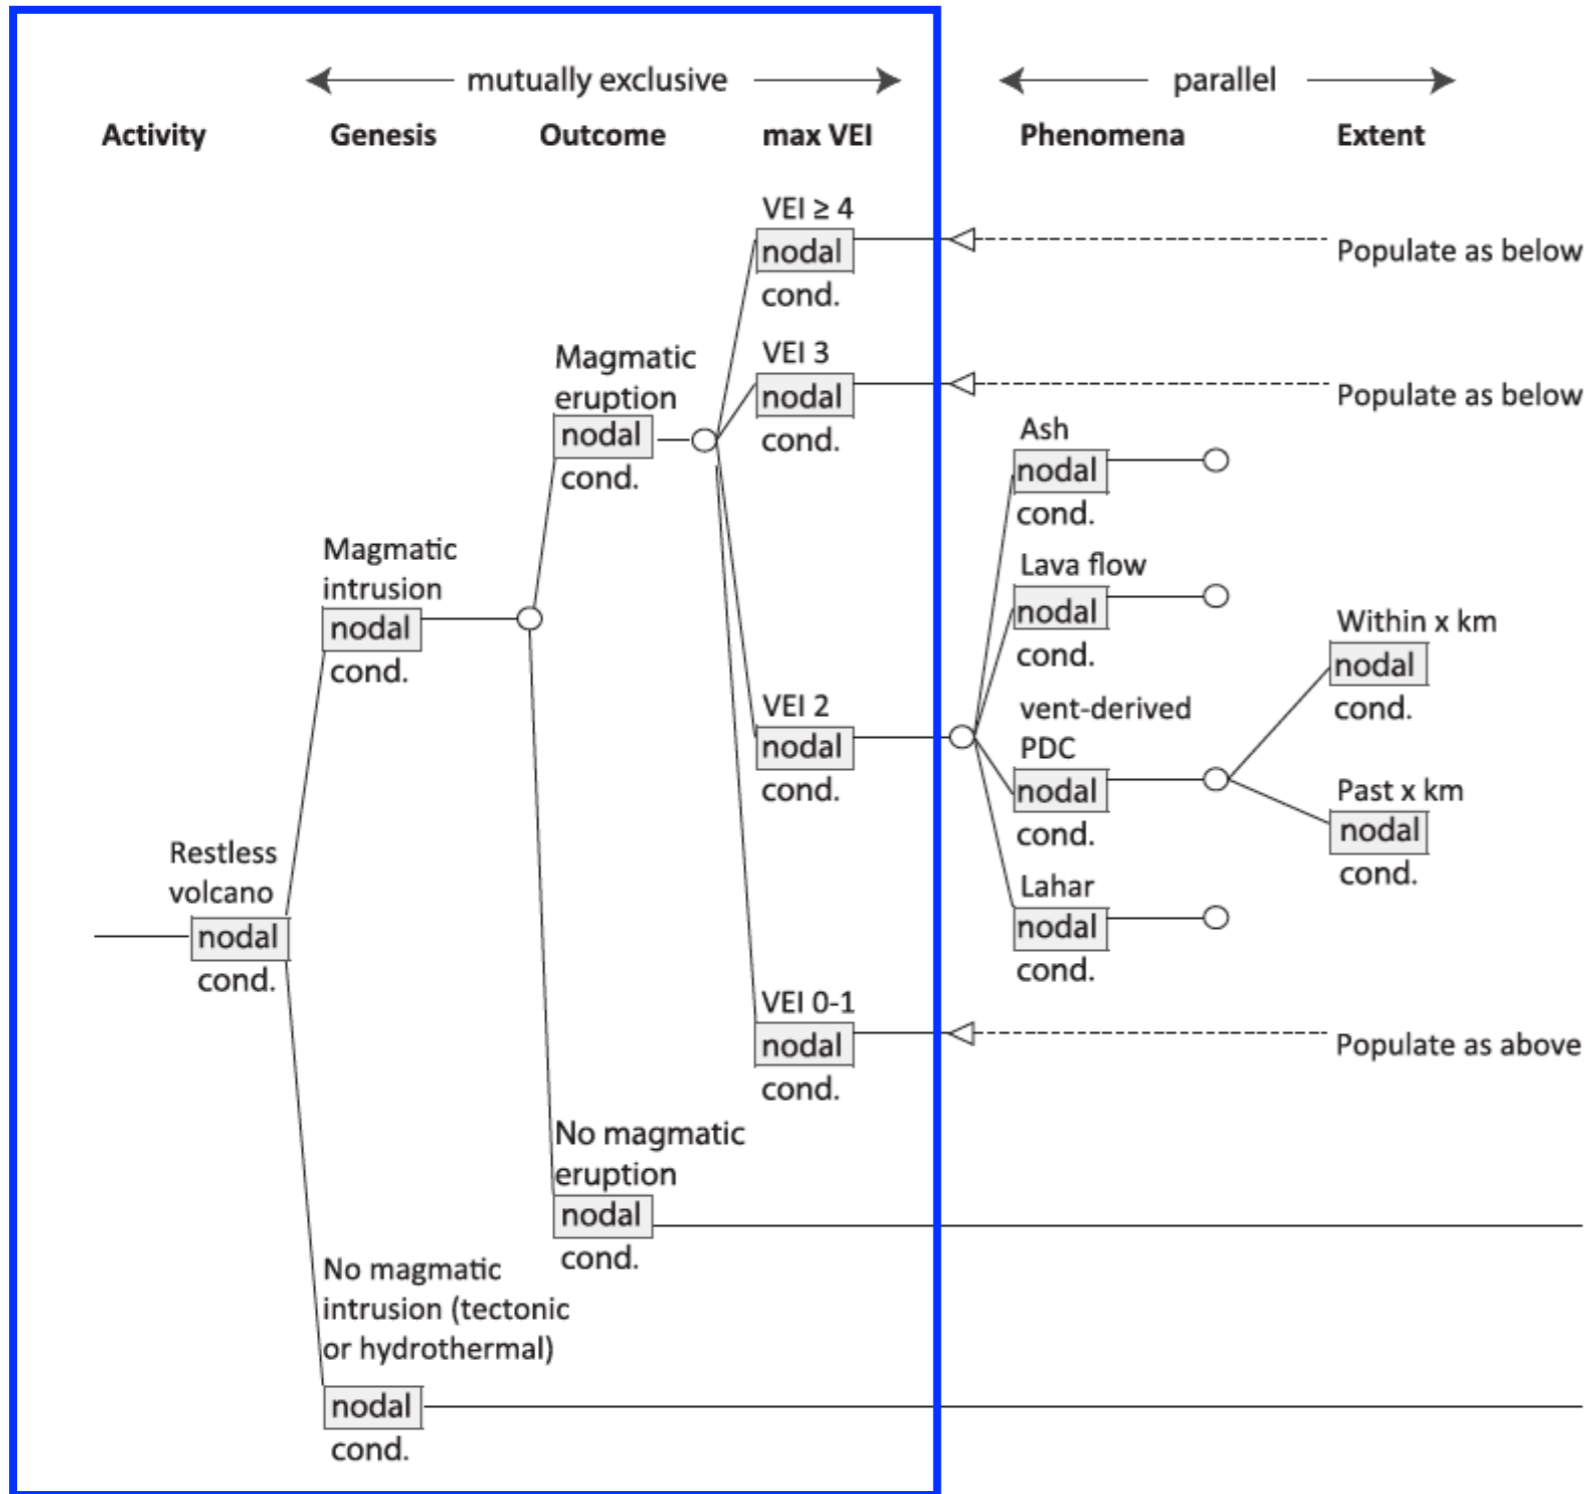 mutually exclusive
parallel
Activity
Genesis
Outcome
max VEI
Phenomena
Extent
VEI ≥ 4
nodal
cond.
Populate as below
VEI 3
nodal
cond.
Populate as below
Magmatic
eruption
nodal
cond.
Ash
nodal
cond.
Magmatic
intrusion
nodal
cond.
Lava flow
nodal
cond.
Within x km
nodal
cond.
VEI 2
nodal
cond.
vent-derived
PDC
nodal
cond.
Past x km
nodal
cond.
Restless
volcano
nodal
cond.
Lahar
nodal
cond.
VEI 0-1
nodal
cond.
Populate as above
No magmatic
eruption
nodal
cond.
No magmatic
intrusion (tectonic
or hydrothermal)
nodal
cond.